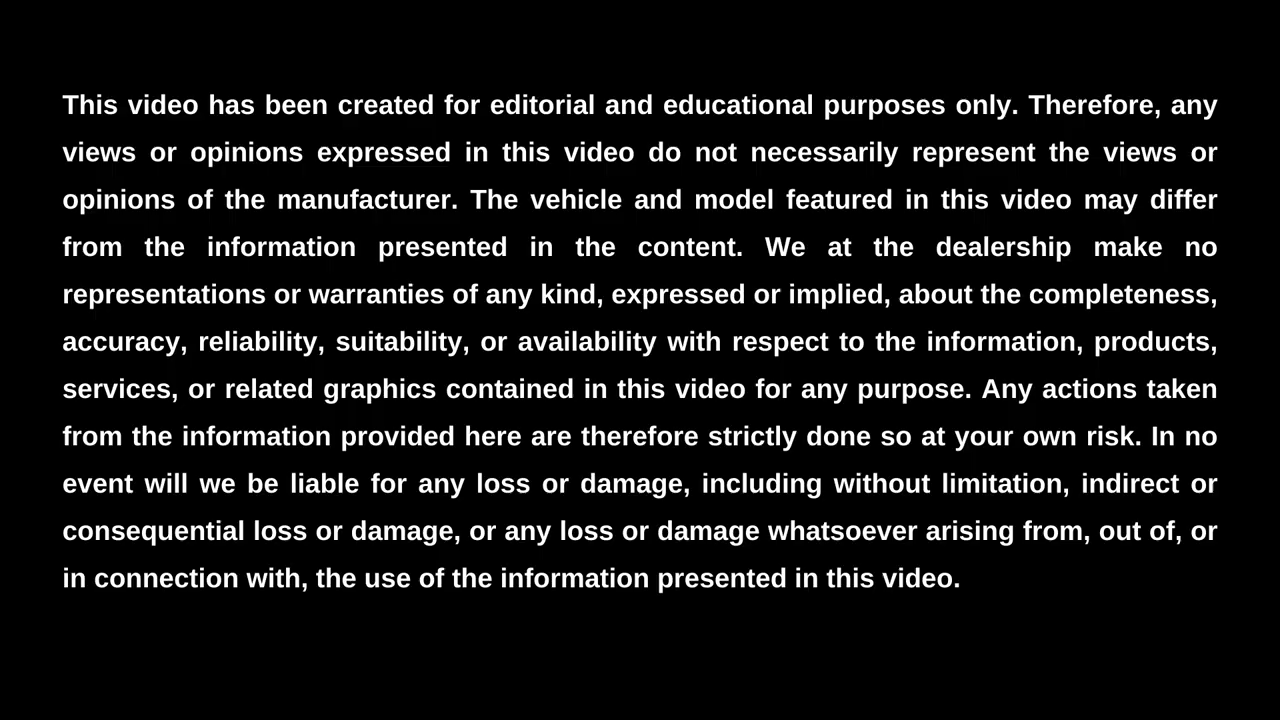 This video has been created for editorial and educational purposes only. Therefore, any
views or opinions expressed in this video do not necessarily represent the views or
opinions of the manufacturer. The vehicle and model featured in this video may differ
from the information presented in the content. We at the dealership make no
representations or warranties of any kind, expressed or implied, about the completeness,
accuracy, reliability, suitability, or availability with respect to the information, products,
services, or related graphics contained in this video for any purpose. Any actions taken
from the information provided here are therefore strictly done so at your own risk. In no
event will we be liable for any loss or damage, including without limitation, indirect or
consequential loss or damage, or any loss or damage whatsoever arising from, out of, or
in connection with, the use of the information presented in this video.